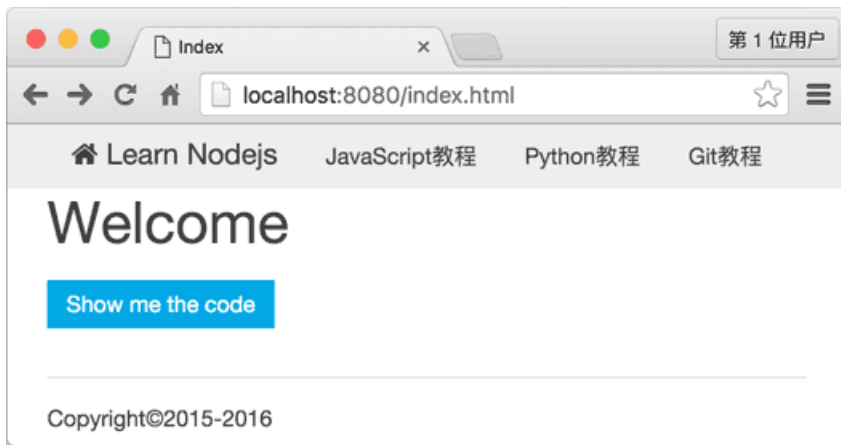 Index
第 1 位用户
localhost:8080/index.html
Learn Nodejs JavaScript教程 Python教程 Git教程
Welcome
Show me the code
Copyright©2015-2016